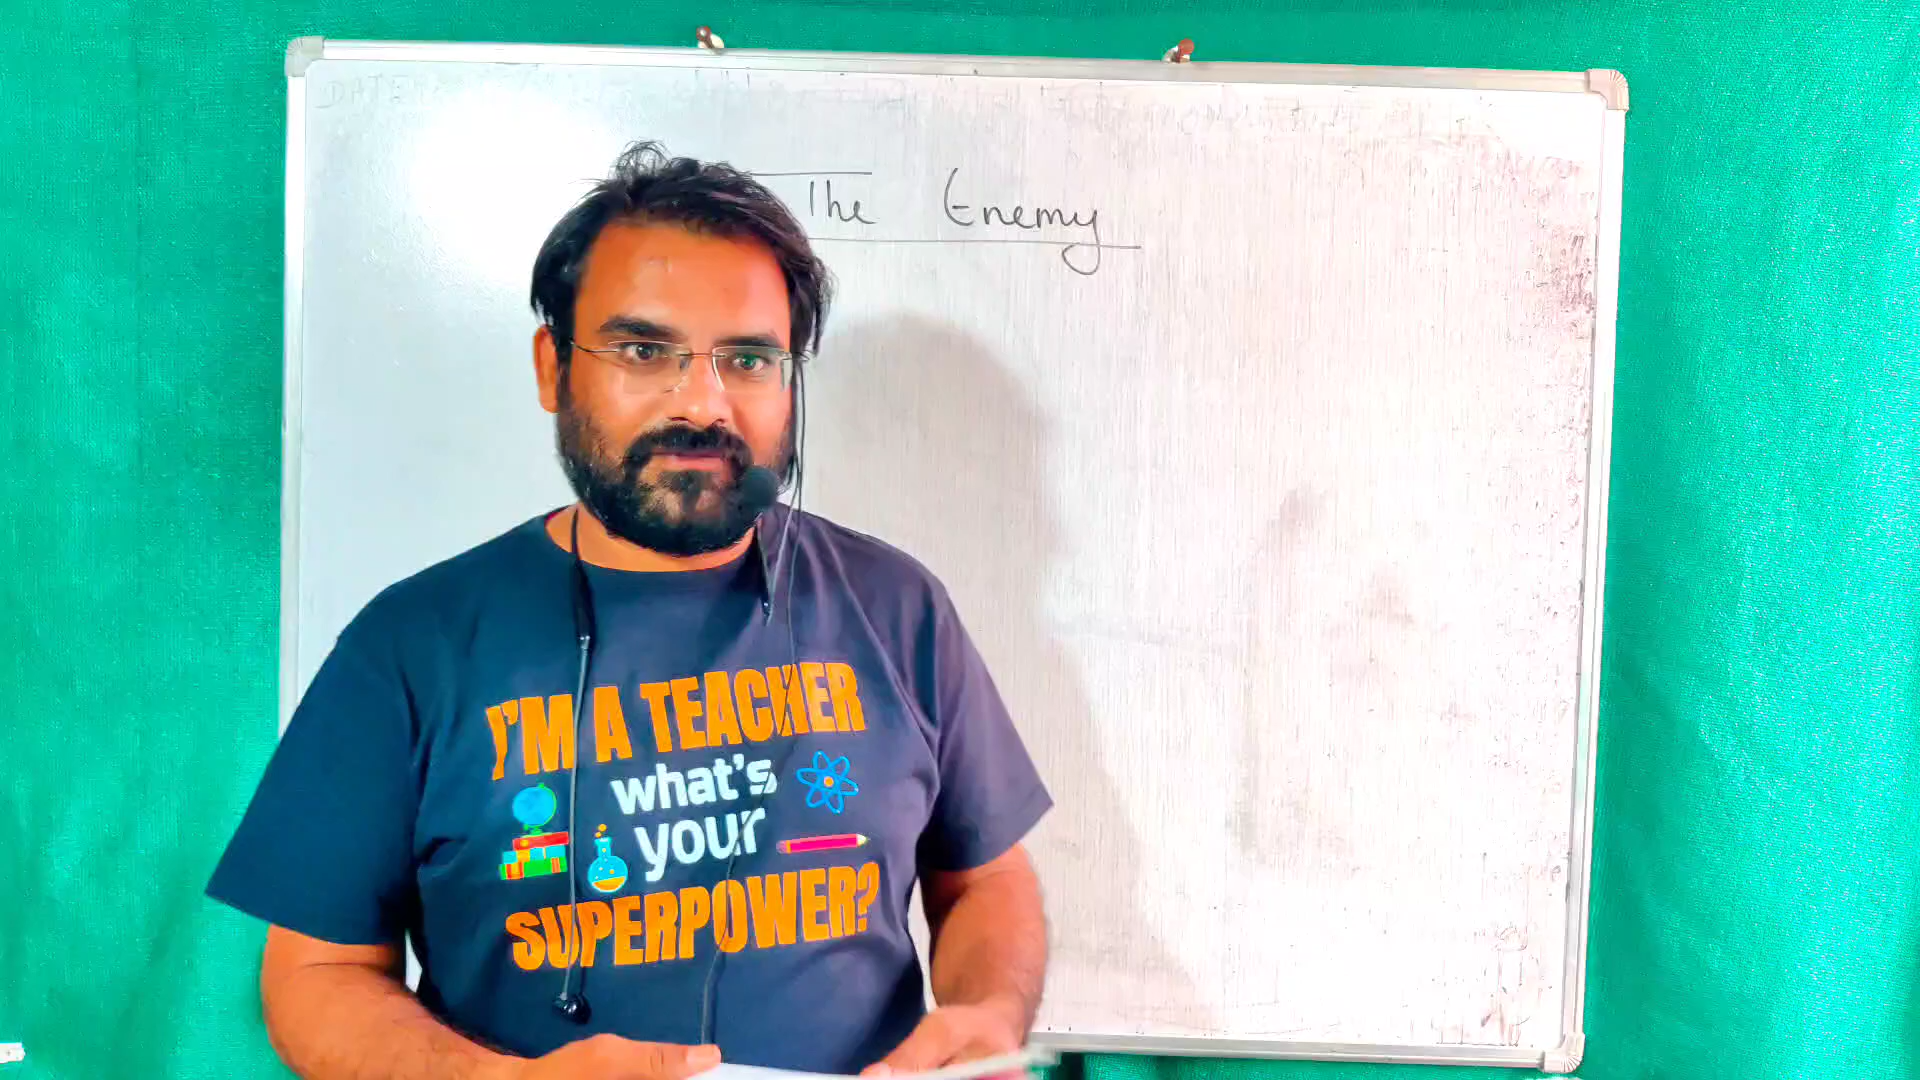 The Enemy
I'M A TEACHER
what's
your
SUPERPOWER?